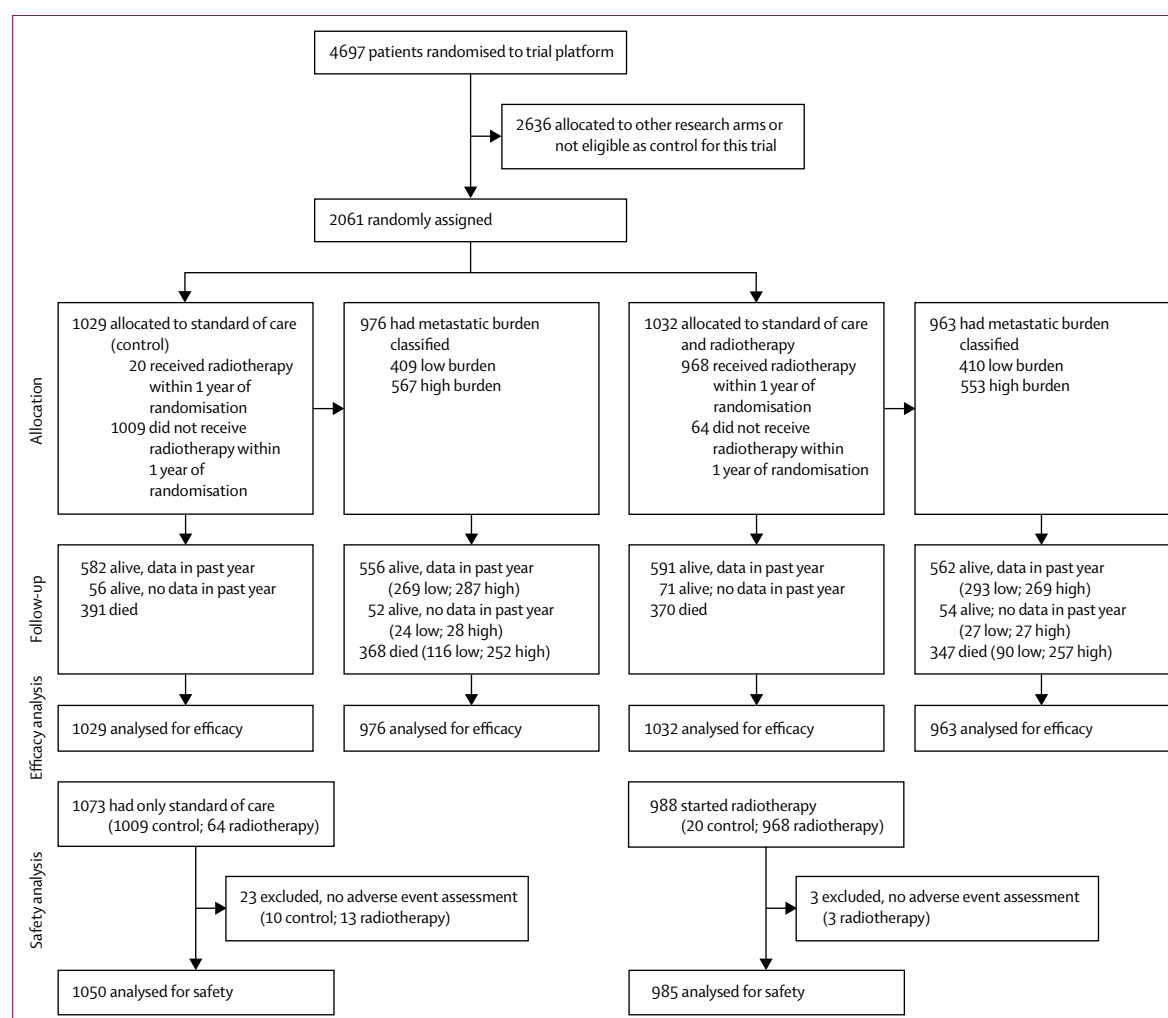 4697 patients randomised to trial platform
2636 allocated to other research arms or
not eligible as control for this trial
2061 randomly assigned
Allocation
1029 allocated to standard of care
(control)
20 received radiotherapy
within 1 year of
randomisation
1009 did not receive
radiotherapy within
1 year of
randomisation
976 had metastatic burden
classified
409 low burden
567 high burden
1032 allocated to standard of care
and radiotherapy
968 received radiotherapy
within 1 year of
randomisation
64 did not receive
radiotherapy within
1 year of randomisation
963 had metastatic burden
classified
410 low burden
553 high burden
Follow-up
582 alive, data in past year
56 alive, no data in past year
391 died
556 alive, data in past year
(269 low; 287 high)
52 alive, no data in past year
(24 low; 28 high)
368 died (116 low; 252 high)
591 alive, data in past year
71 alive; no data in past year
370 died
562 alive, data in past year
(293 low; 269 high)
54 alive; no data in past year
(27 low; 27 high)
347 died (90 low; 257 high)
Efficacy analysis
1029 analysed for efficacy
976 analysed for efficacy
1032 analysed for efficacy
963 analysed for efficacy
Safety analysis
1073 had only standard of care
(1009 control; 64 radiotherapy)
988 started radiotherapy
(20 control; 968 radiotherapy)
23 excluded, no adverse event assessment
(10 control; 13 radiotherapy)
3 excluded, no adverse event assessment
(3 radiotherapy)
1050 analysed for safety
985 analysed for safety